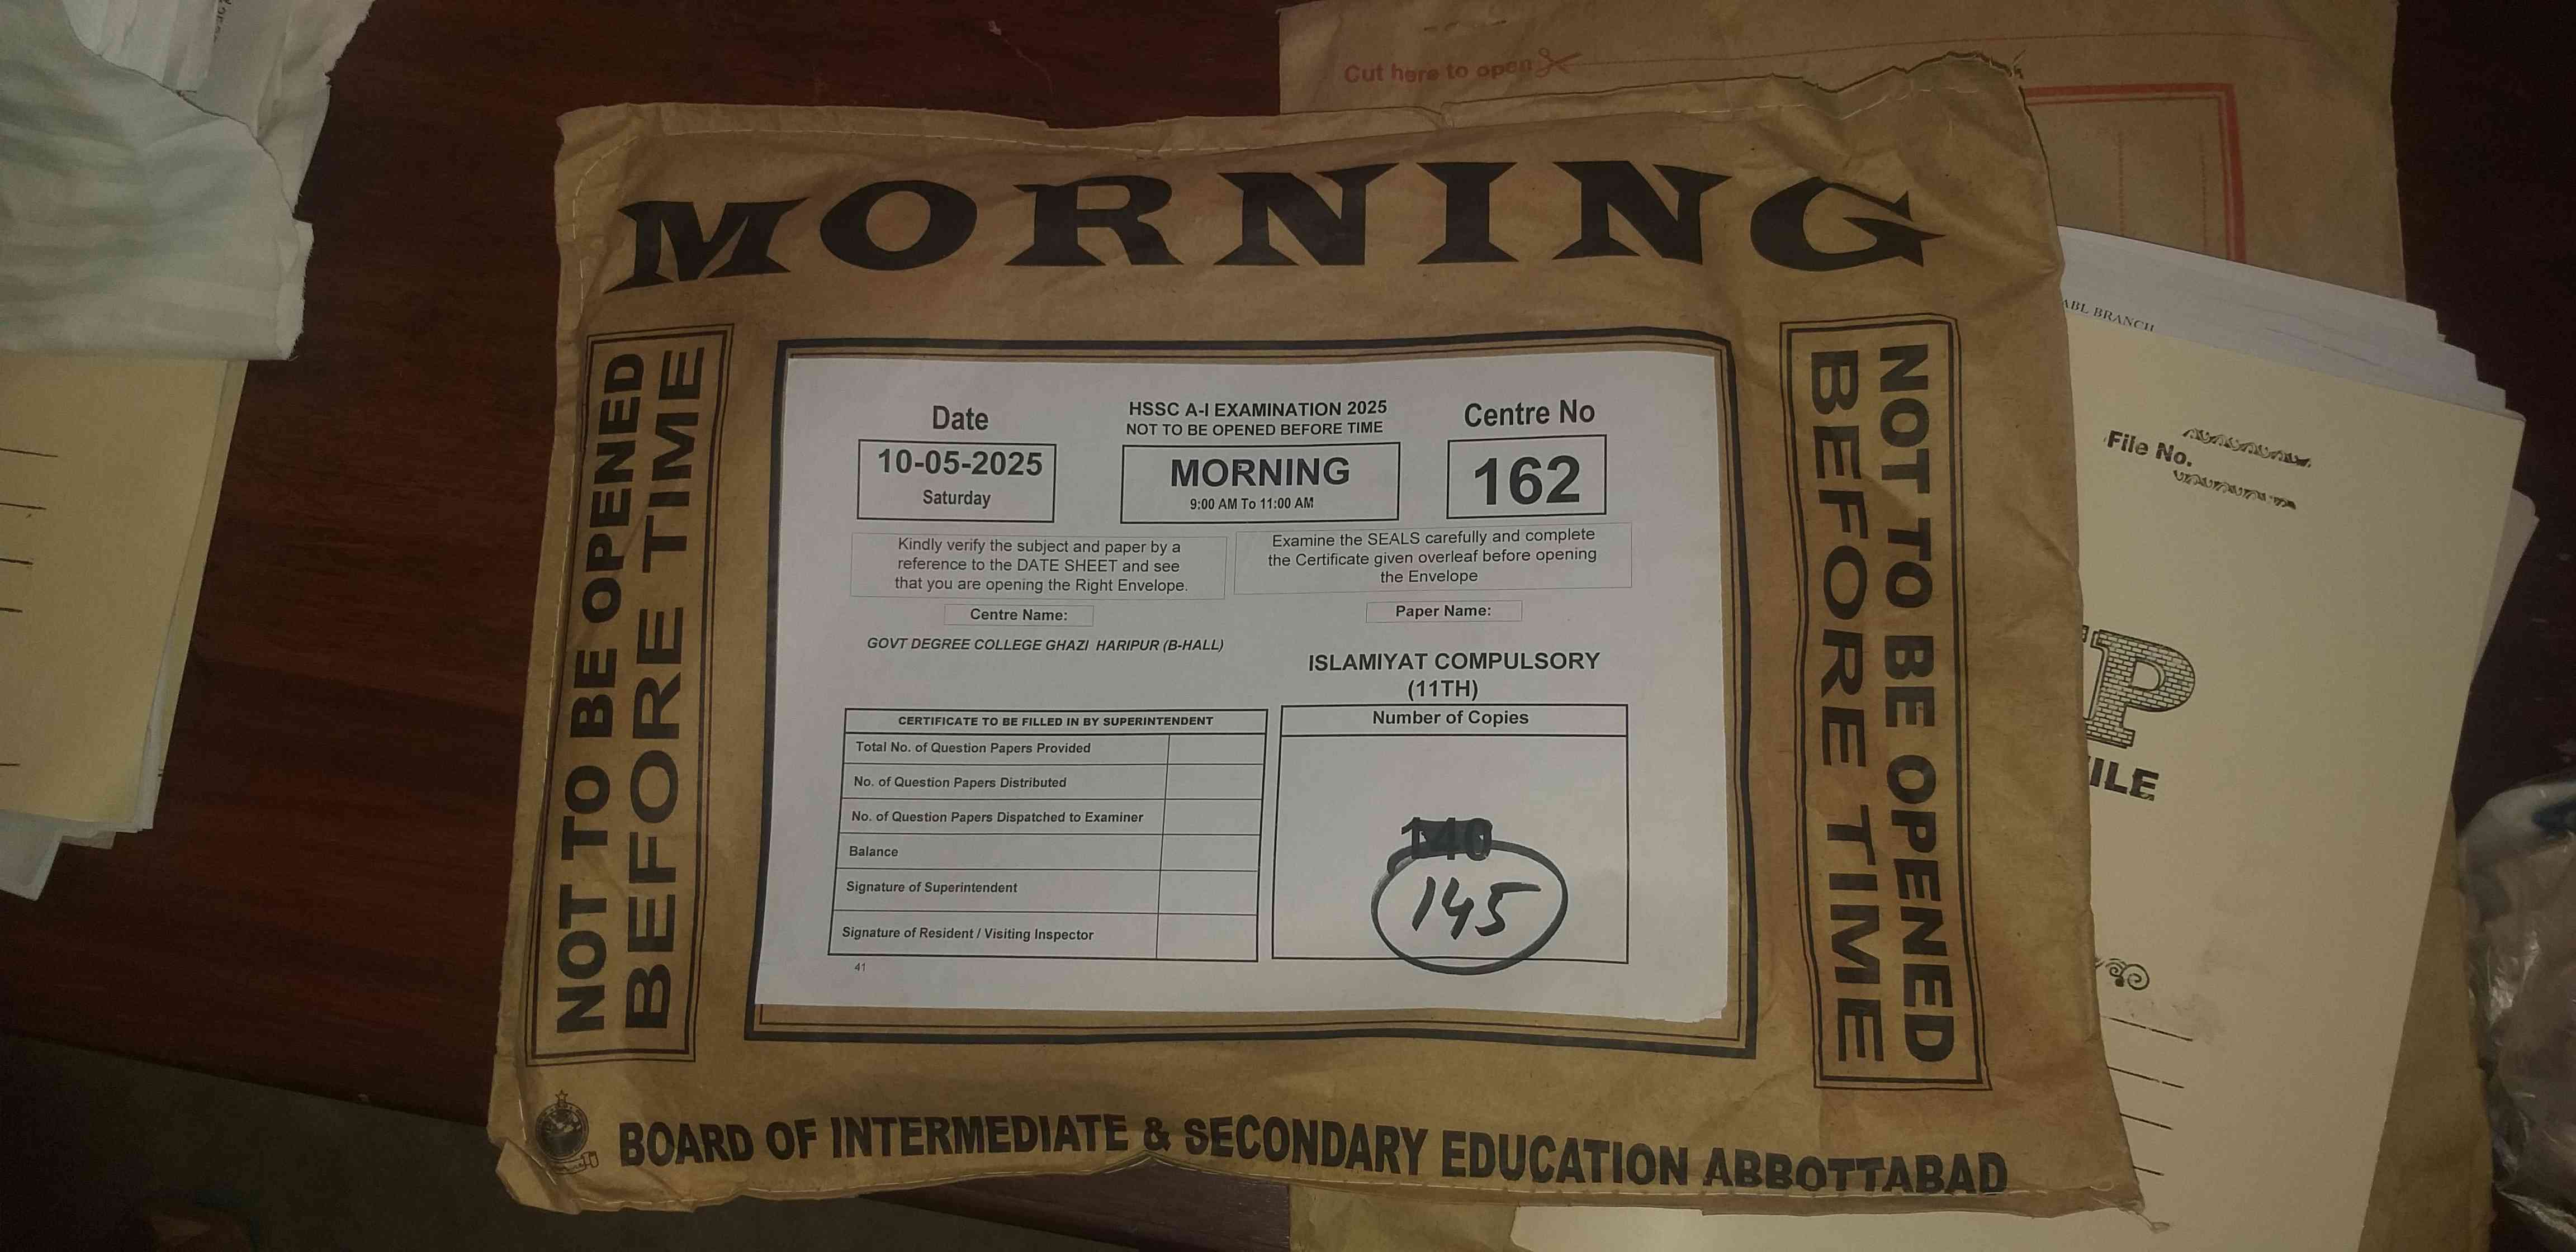 Cut here to open
MORNING
NOT TO BE OPENED
BEFORE TIME
Date
10-05-2025
Saturday
HSSC A-I EXAMINATION 2025
NOT TO BE OPENED BEFORE TIME
MORNING
9:00 AM To 11:00 AM
Centre No
162
Kindly verify the subject and paper by a
reference to the DATE SHEET and see
that you are opening the Right Envelope.
Examine the SEALS carefully and complete
the Certificate given overleaf before opening
the Envelope
Centre Name:
GOVT DEGREE COLLEGE GHAZI HARIPUR (B-HALL)
Paper Name:
ISLAMIYAT COMPULSORY
(11TH)
CERTIFICATE TO BE FILLED IN BY SUPERINTENDENT
Total No. of Question Papers Provided
No. of Question Papers Distributed
No. of Question Papers Dispatched to Examiner
Balance
Signature of Superintendent
Signature of Resident / Visiting Inspector
41
Number of Copies
140
145
NOT TO BE OPENED
BEFORE TIME
BOARD OF INTERMEDIATE & SECONDARY EDUCATION ABBOTTABAD
ABL BRANCH
File No.
P
ILE